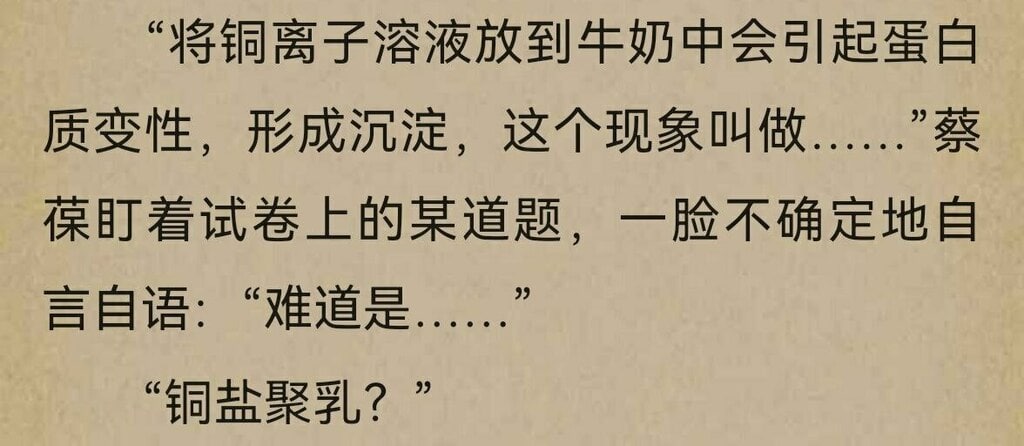 “将铜离子溶液放到牛奶中会引起蛋白
质变性，形成沉淀，这个现象叫做……”蔡
葆盯着试卷上的某道题，一脸不确定地自
言自语：“难道是……”
“铜盐聚乳？”